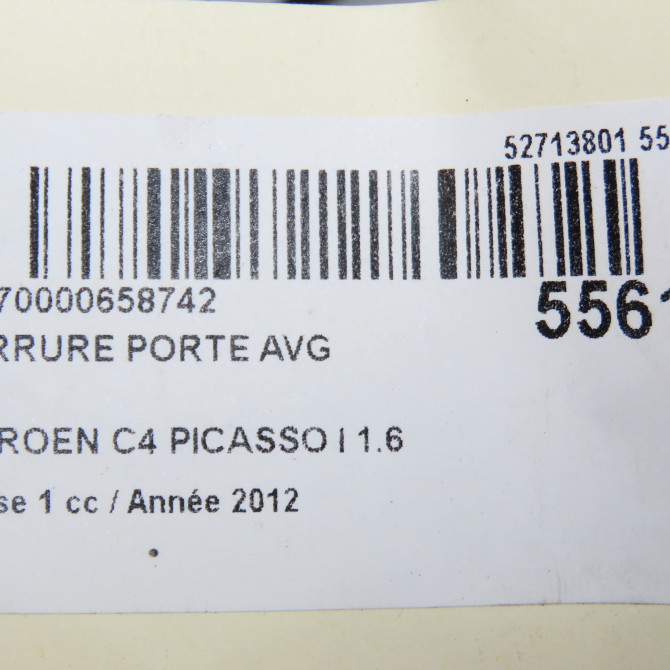 52713801 55
70000658742
5561
RRURE PORTE AVG
ROEN C4 PICASSO I 1.6
se 1 cc / Année 2012